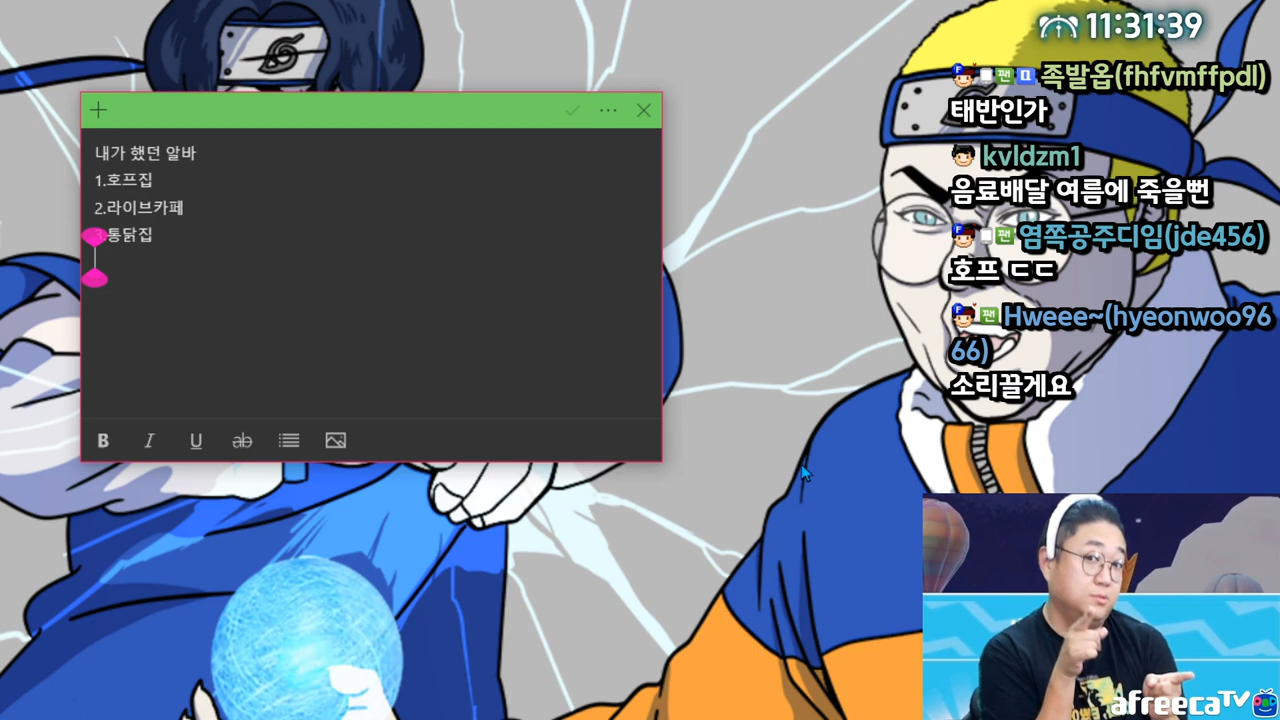 내가 했던 알바
1.호프집
2.라이브카페
3.통닭집
B I U ab
11:31:39
족발옵(fhfvmffpdl)
태반인가
kvldzm1
음료배달 여름에 죽을뻔
염쪽공주디임(jde456)
호프 ㄷㄷ
Hweee~(hyeonwoo96
66)
소리끌게요
afreecaTV